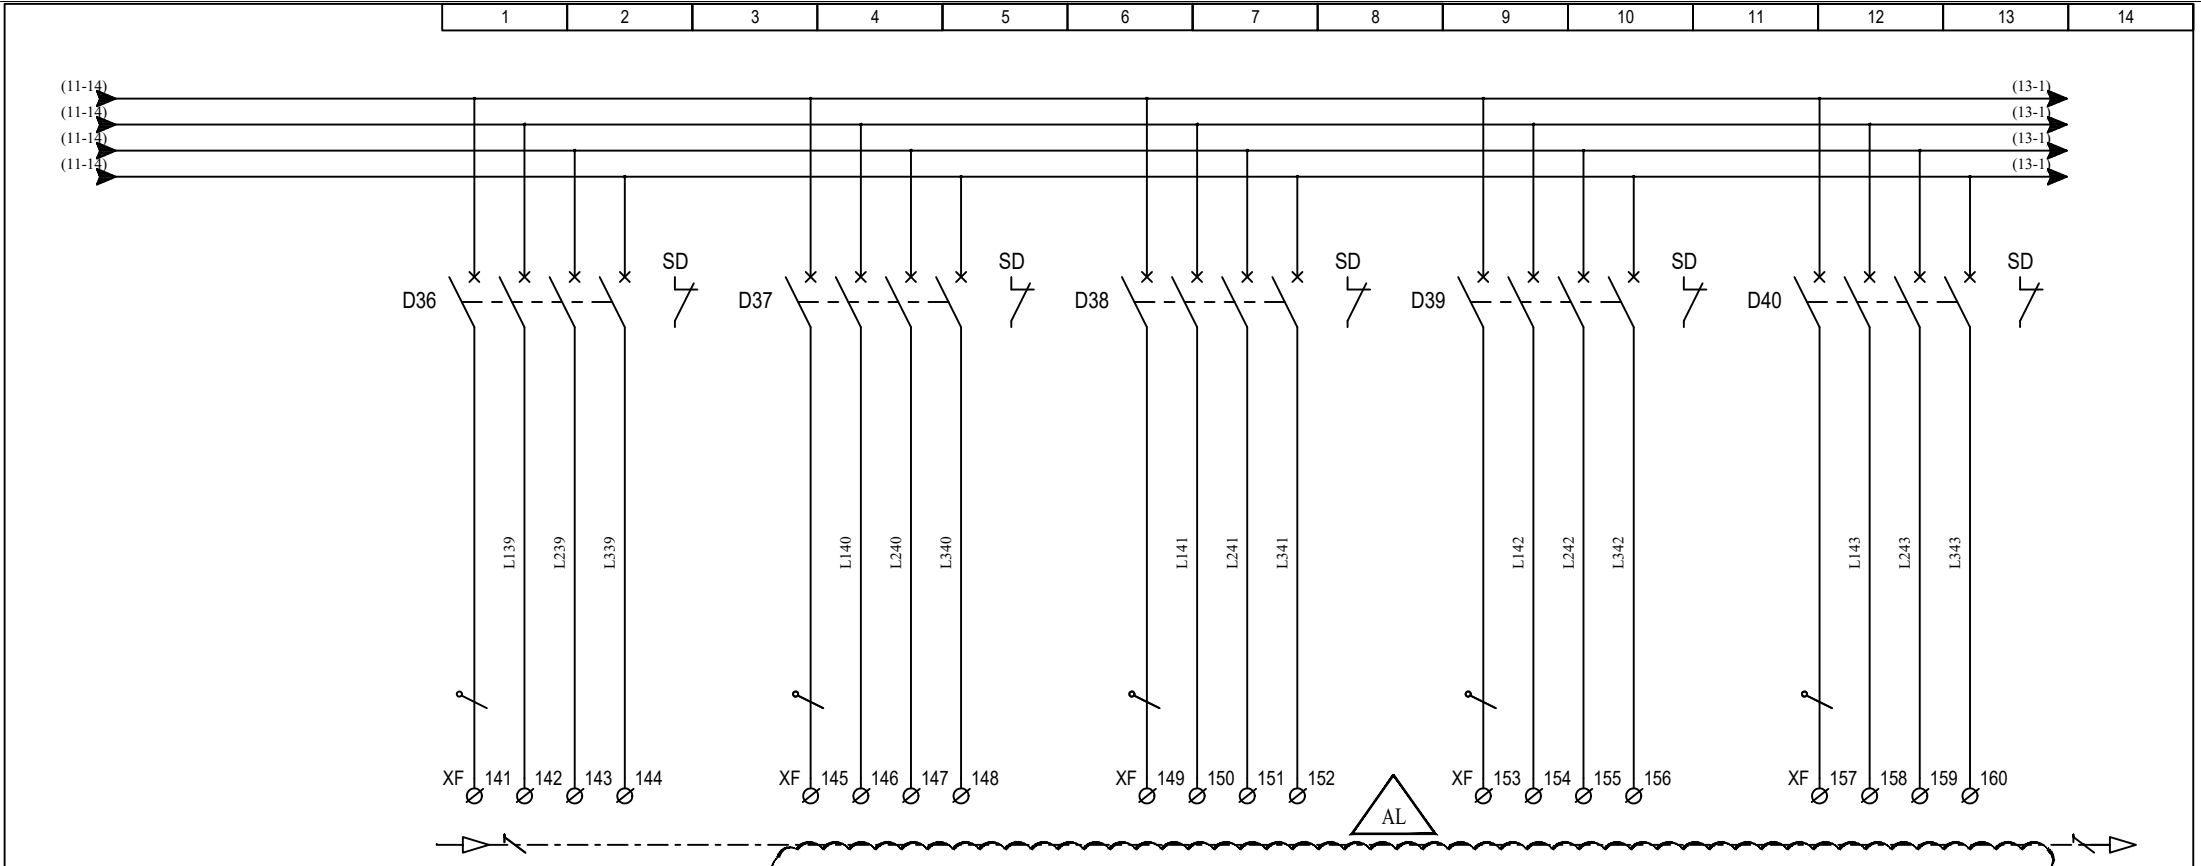 1 2 3 4 5 6 7 8 9 10 11 12 13 14
(11-14) (13-1)
(11-14) (13-1)
(11-14) (13-1)
(11-14) (13-1)
SD SD SD SD SD
D36 D37 D38 D39 D40
L139 L239 L339 L140 L240 L340 L141 L241 L341 L142 L242 L342 L143 L243 L343
XF 141 142 143 144 XF 145 146 147 148 XF 149 150 151 152 XF 153 154 155 156 XF 157 158 159 160
AL